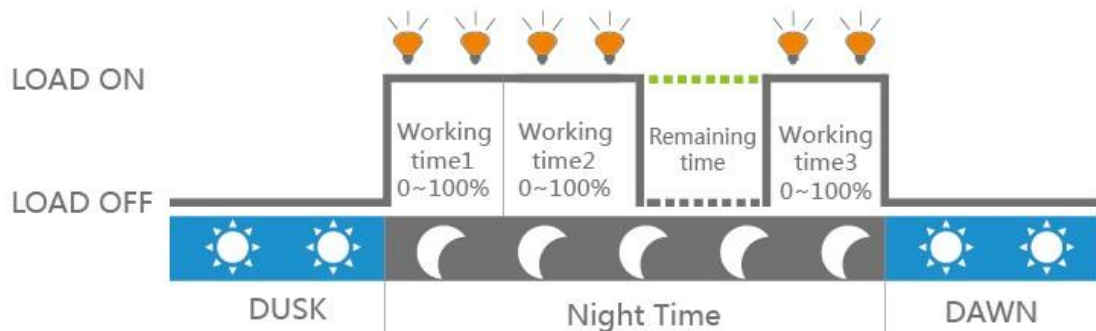 LOAD ON
Working
time1
0~100%
Working
time2
0~100%
Remaining
time
Working
time3
0~100%
LOAD OFF
DUSK
Night Time
DAWN